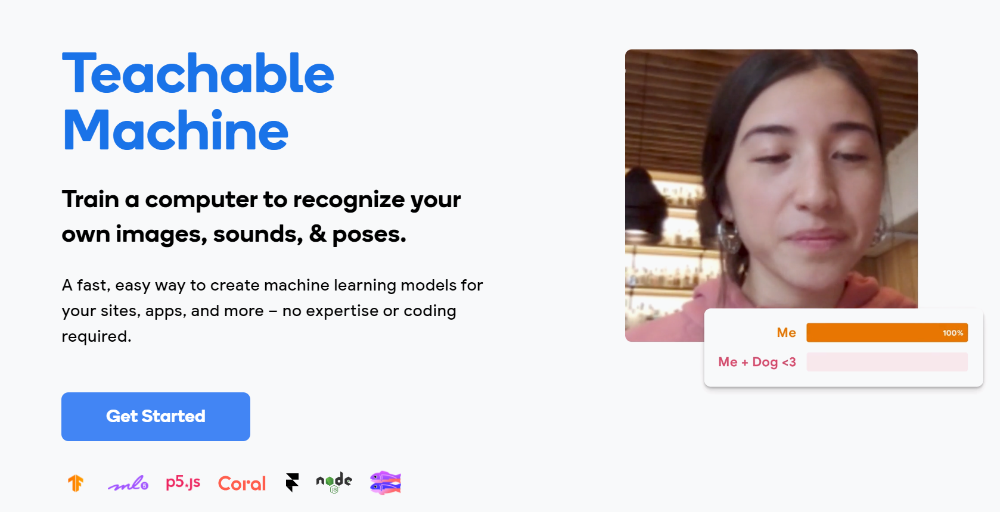 Teachable
Machine
Train a computer to recognize your
own images, sounds, & poses.
A fast, easy way to create machine learning models for
your sites, apps, and more – no expertise or coding
required.
Me 100%
Me + Dog <3
Get Started
ml5 p5.js Coral node JS